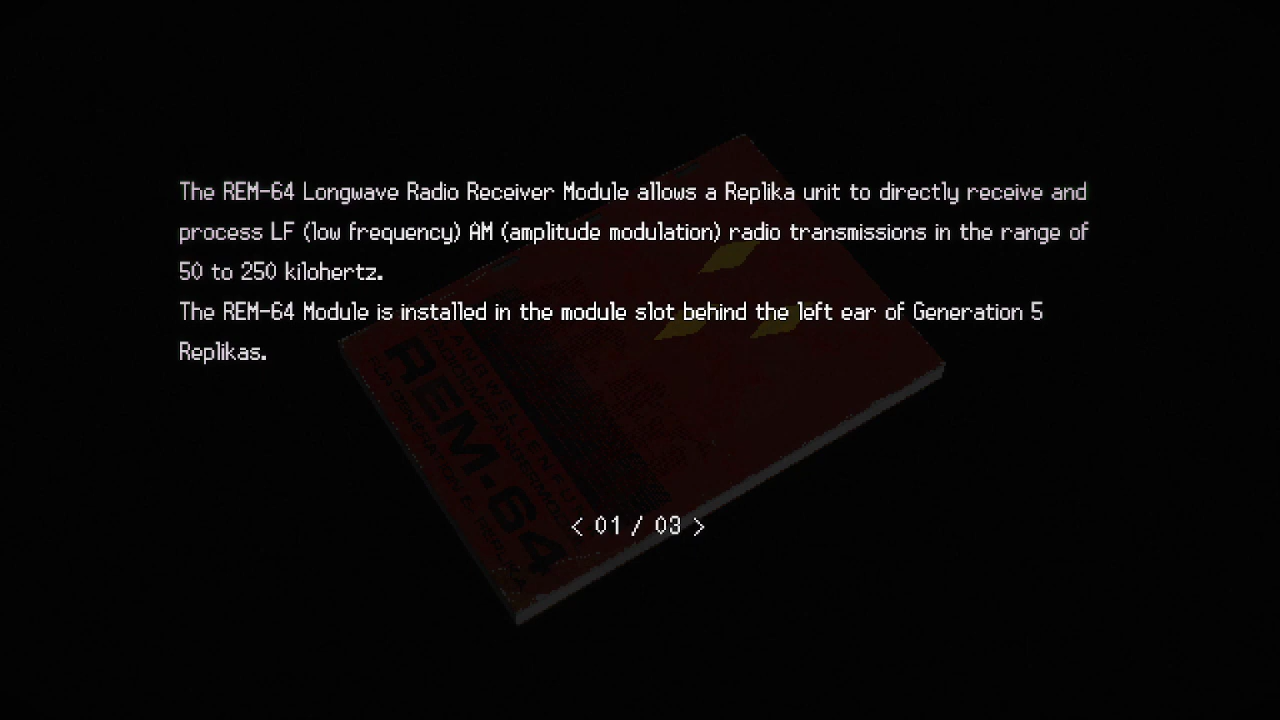 The REM-64 Longwave Radio Receiver Module allows a Replika unit to directly receive and
process LF (low frequency) AM (amplitude modulation) radio transmissions in the range of
50 to 250 kilohertz.
The REM-64 Module is installed in the module slot behind the left ear of Generation 5
Replikas.
REM-64
< 01 / 03 >